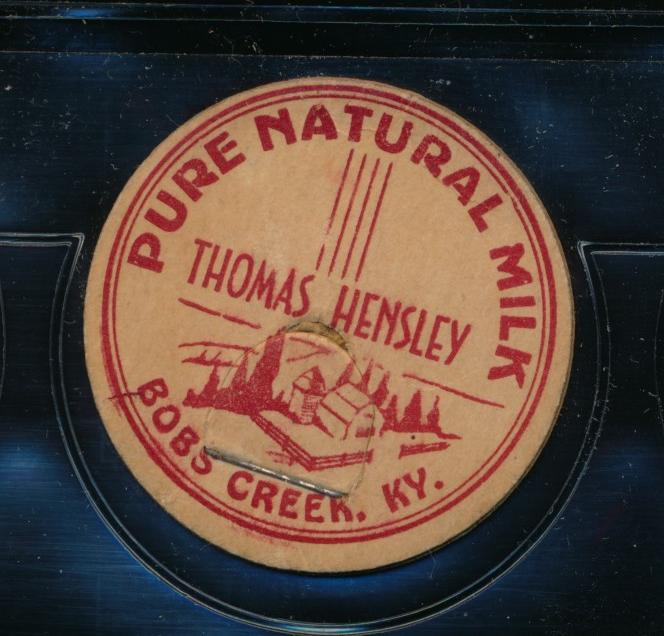 PURE NATURAL MILK
THOMAS HENSLEY
BOBS CREEK, KY.